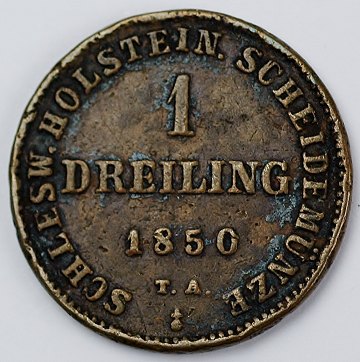 SCHLESW. HOLSTEIN. SCHEIDEMÜNZE
1
DREILING
1850
T. A.